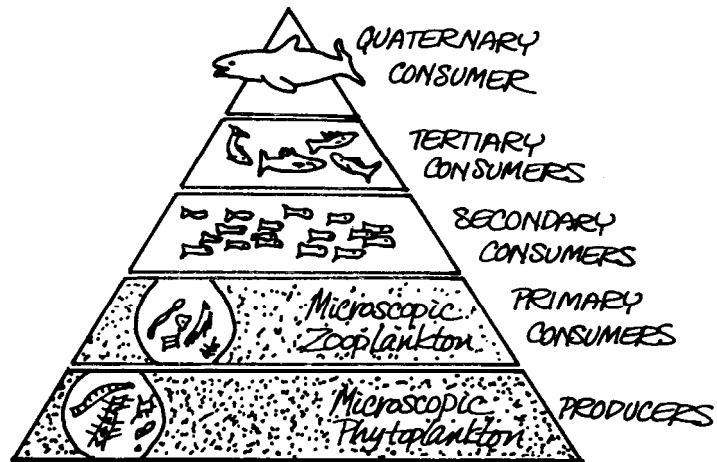 QUATERNARY
CONSUMER
TERTIARY
CONSUMERS
SECONDARY
CONSUMERS
Microscopic
Zooplankton
PRIMARY
CONSUMERS
Microscopic
Phytoplankton
PRODUCERS